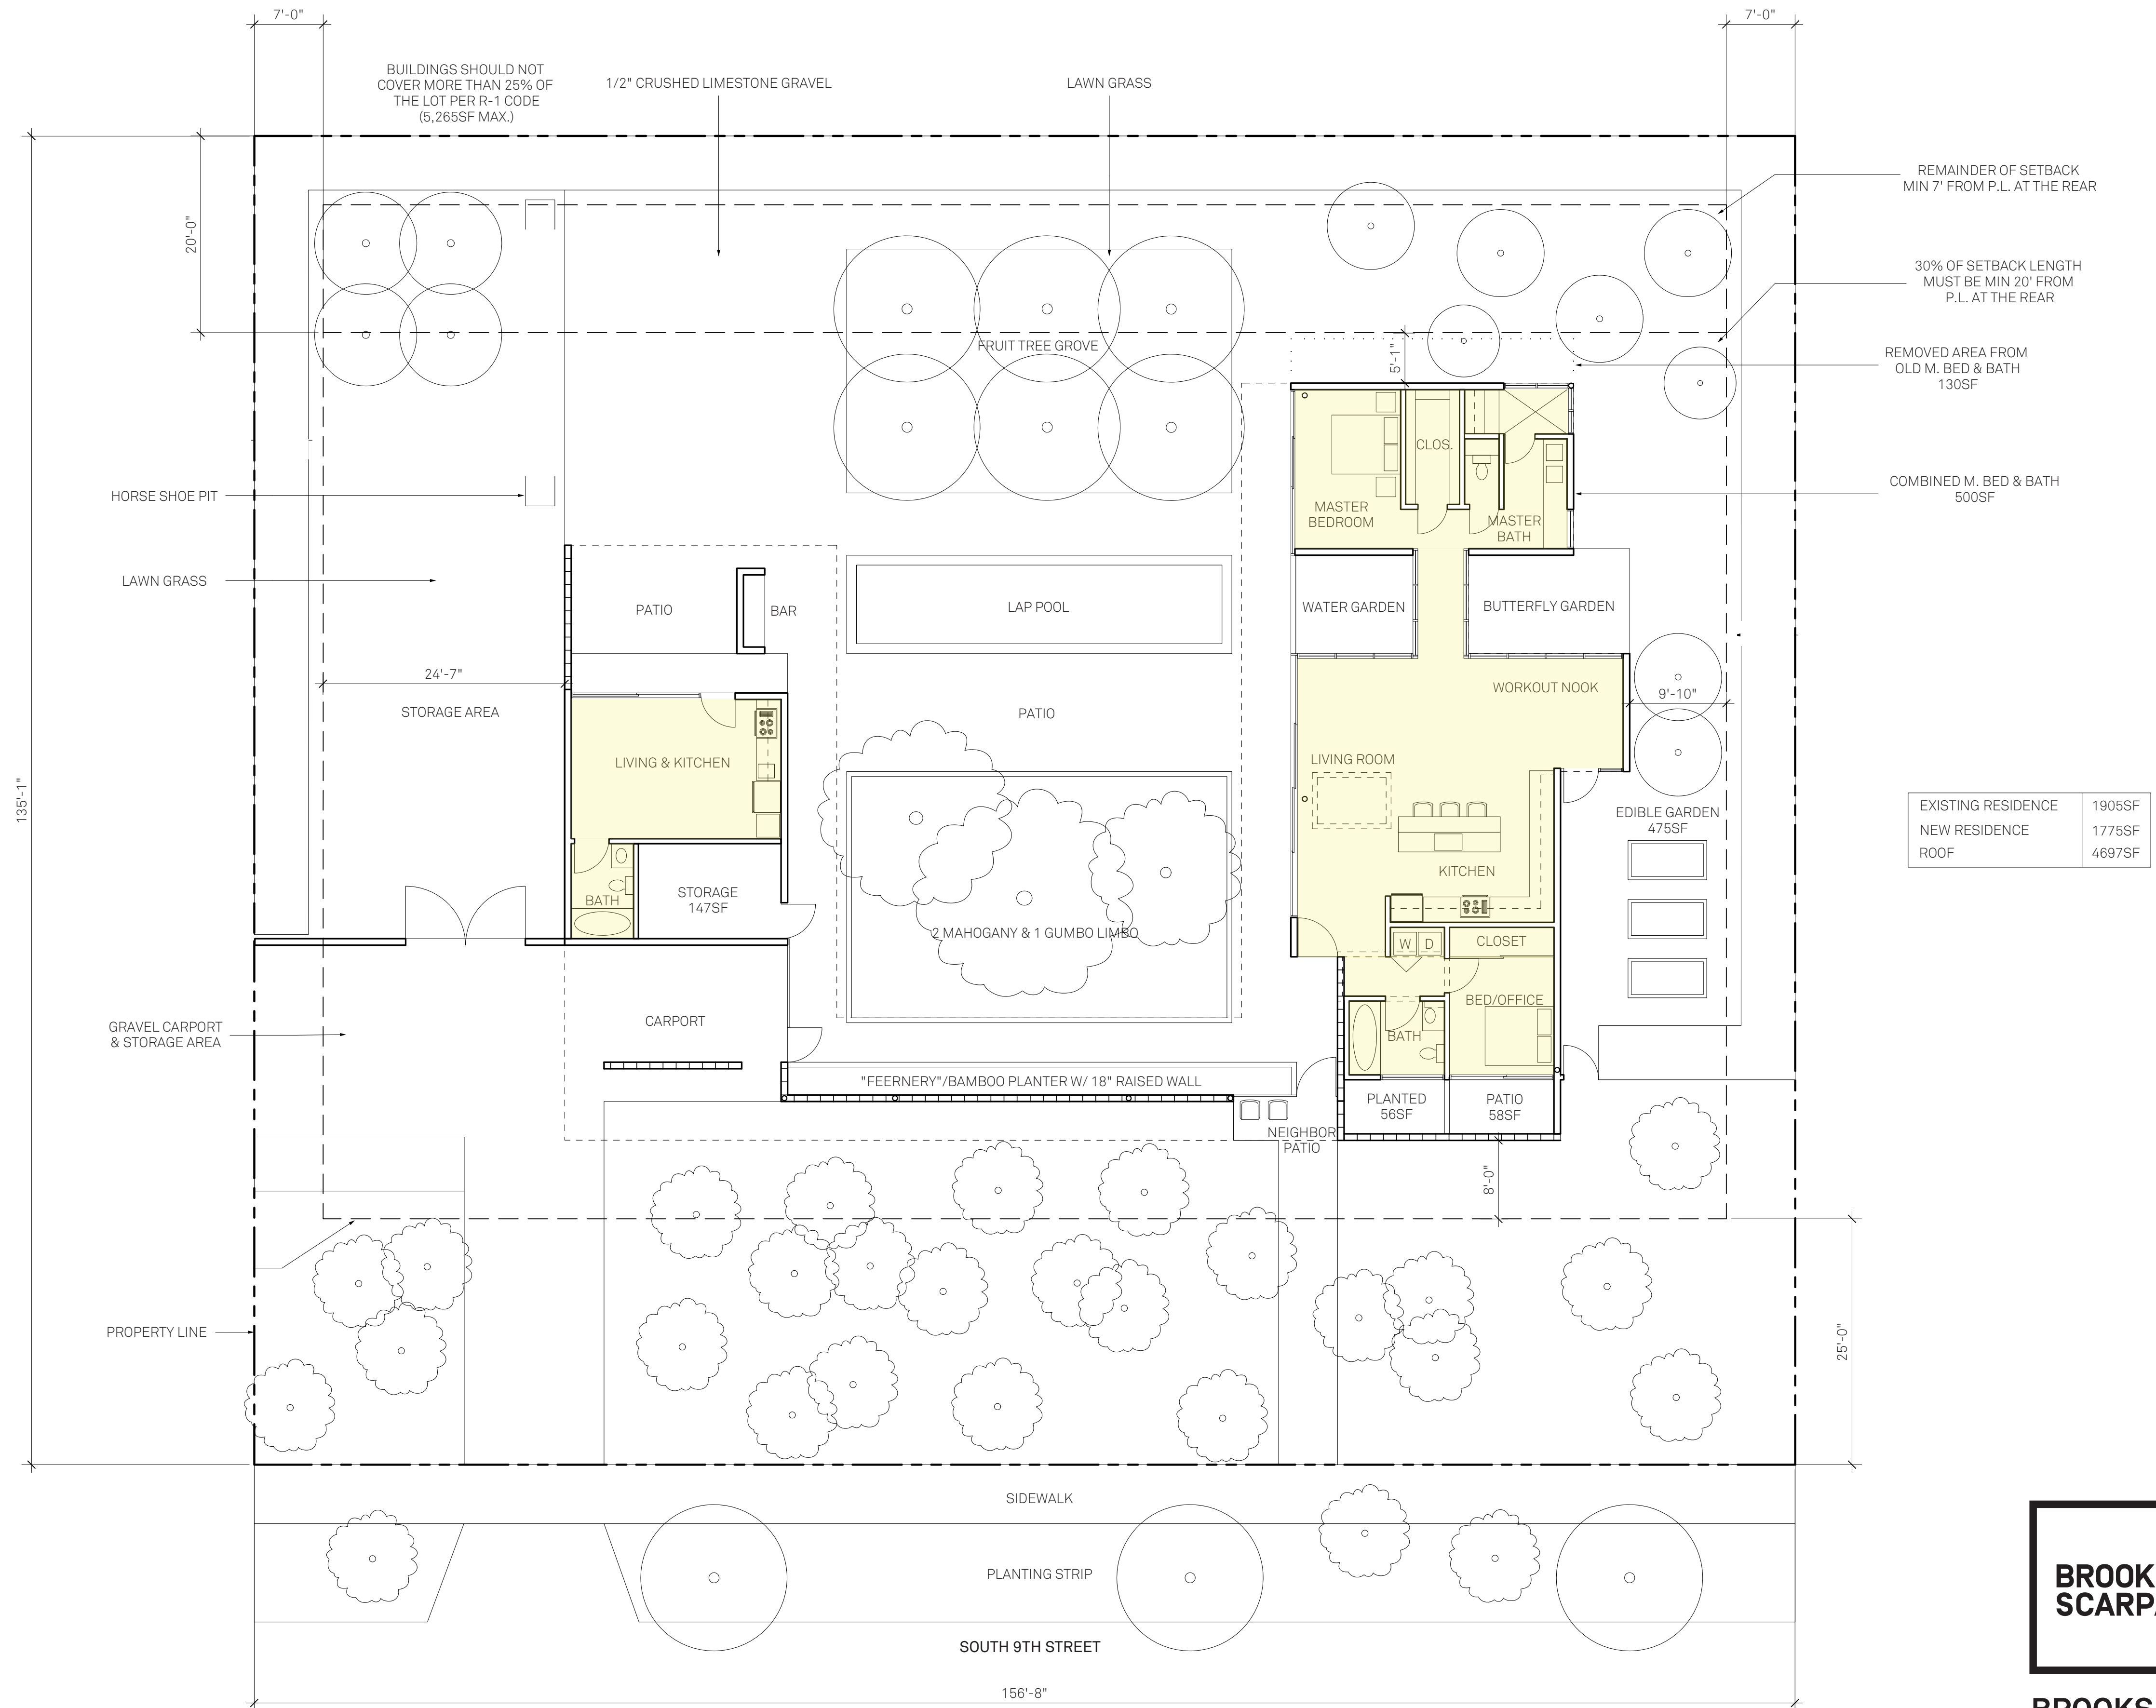 7'-0"
7'-0"
BUILDINGS SHOULD NOT
COVER MORE THAN 25% OF
THE LOT PER R-1 CODE
(5,265SF MAX.)
1/2" CRUSHED LIMESTONE GRAVEL
LAWN GRASS
REMAINDER OF SETBACK
MIN 7' FROM P.L. AT THE REAR
20'-0"
30% OF SETBACK LENGTH
MUST BE MIN 20' FROM
P.L. AT THE REAR
FRUIT TREE GROVE
5'-1"
REMOVED AREA FROM
OLD M. BED & BATH
130SF
CLOS.
HORSE SHOE PIT
COMBINED M. BED & BATH
500SF
MASTER
BEDROOM
MASTER
BATH
LAWN GRASS
PATIO
BAR
LAP POOL
WATER GARDEN
BUTTERFLY GARDEN
24'-7"
STORAGE AREA
PATIO
WORKOUT NOOK
9'-10"
LIVING & KITCHEN
LIVING ROOM
135'-1"
EDIBLE GARDEN
475SF
EXISTING RESIDENCE 1905SF
NEW RESIDENCE 1775SF
ROOF 4697SF
KITCHEN
BATH
STORAGE
147SF
2 MAHOGANY & 1 GUMBO LIMBO
W D
CLOSET
BED/OFFICE
BATH
GRAVEL CARPORT
& STORAGE AREA
CARPORT
"FEERNERY"/BAMBOO PLANTER W/ 18" RAISED WALL
PLANTED
56SF
PATIO
58SF
NEIGHBOR
PATIO
8'-0"
PROPERTY LINE
25'-0"
SIDEWALK
PLANTING STRIP
SOUTH 9TH STREET
156'-8"
BROOK
SCARPA
BROOKS